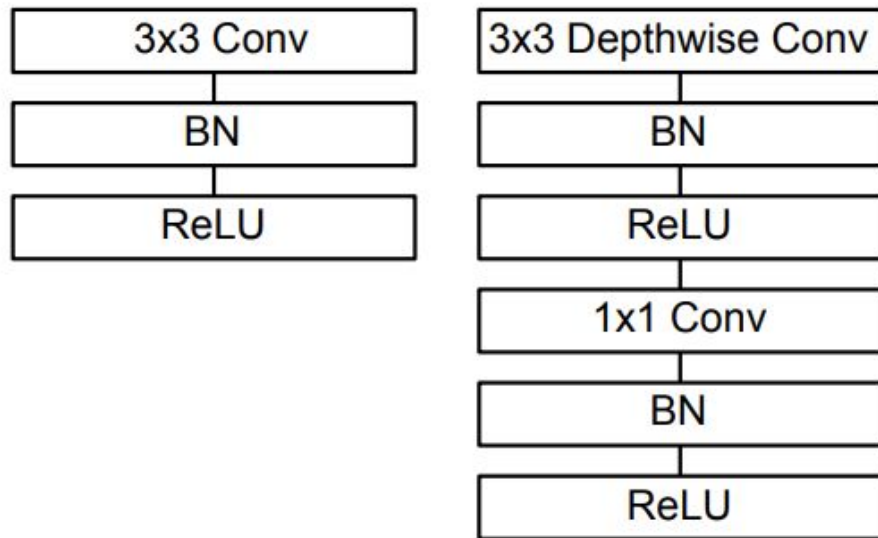 3x3 Conv
BN
ReLU
3x3 Depthwise Conv
BN
ReLU
1x1 Conv
BN
ReLU